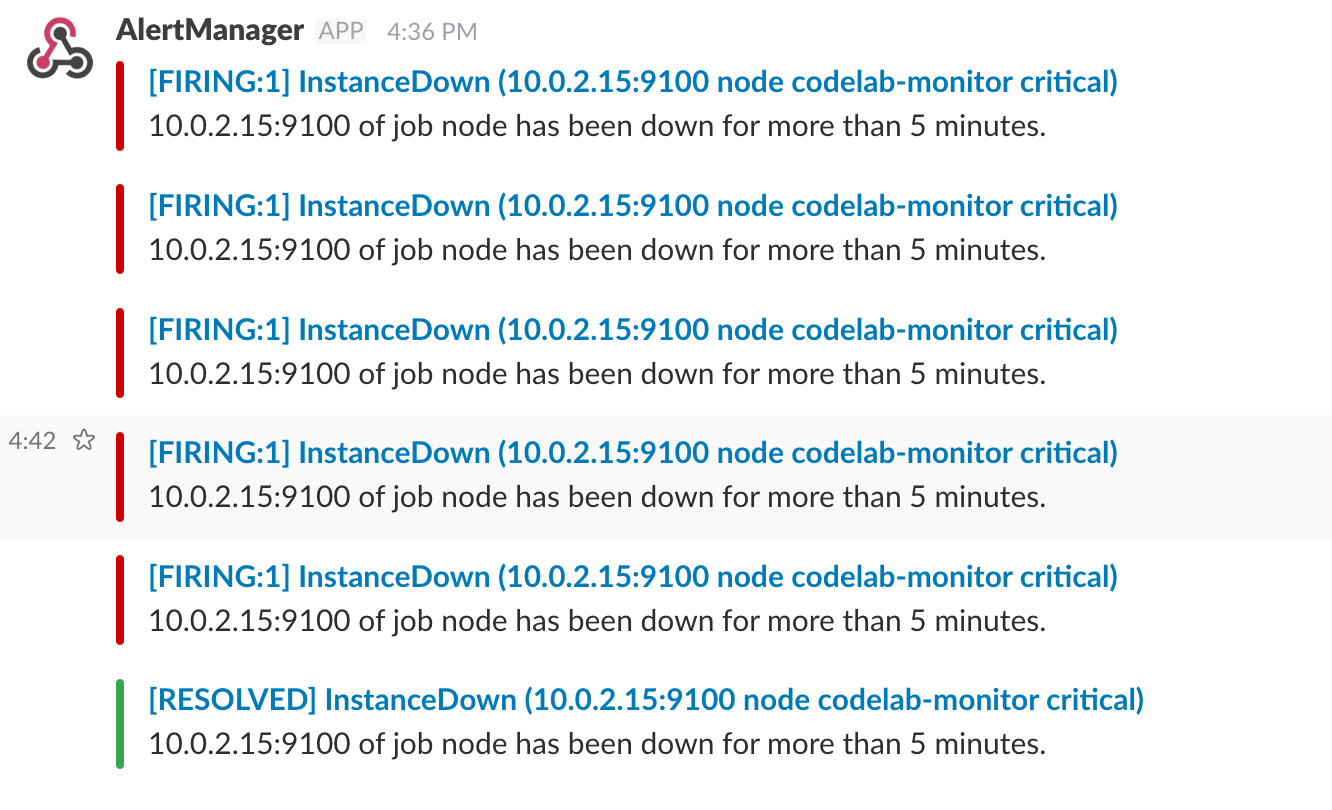 AlertManager APP 4:36 PM
[FIRING:1] InstanceDown (10.0.2.15:9100 node codelab-monitor critical)
10.0.2.15:9100 of job node has been down for more than 5 minutes.
[FIRING:1] InstanceDown (10.0.2.15:9100 node codelab-monitor critical)
10.0.2.15:9100 of job node has been down for more than 5 minutes.
[FIRING:1] InstanceDown (10.0.2.15:9100 node codelab-monitor critical)
10.0.2.15:9100 of job node has been down for more than 5 minutes.
4:42 [FIRING:1] InstanceDown (10.0.2.15:9100 node codelab-monitor critical)
10.0.2.15:9100 of job node has been down for more than 5 minutes.
[FIRING:1] InstanceDown (10.0.2.15:9100 node codelab-monitor critical)
10.0.2.15:9100 of job node has been down for more than 5 minutes.
[RESOLVED] InstanceDown (10.0.2.15:9100 node codelab-monitor critical)
10.0.2.15:9100 of job node has been down for more than 5 minutes.